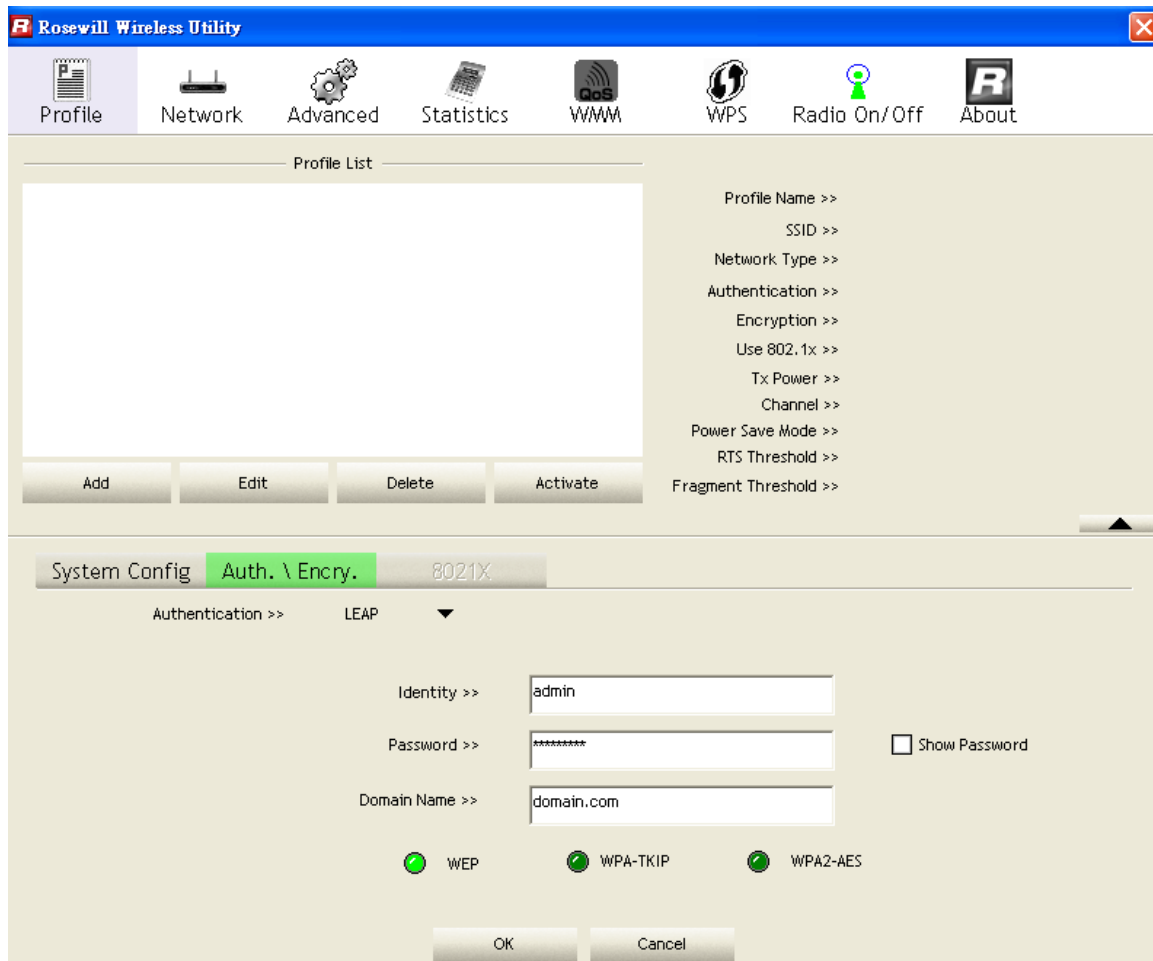 R Rosewill Wireless Utility
Profile Network Advanced Statistics QoS WMM WPS Radio On/Off R About
Profile List
Profile Name >>
SSID >>
Network Type >>
Authentication >>
Encryption >>
Use 802.1x >>
Tx Power >>
Channel >>
Power Save Mode >>
RTS Threshold >>
Fragment Threshold >>
Add Edit Delete Activate
System Config Auth. \ Encry. 8021X
Authentication >> LEAP
Identity >> admin
Password >> ********* Show Password
Domain Name >> domain.com
WEP WPA-TKIP WPA2-AES
OK Cancel